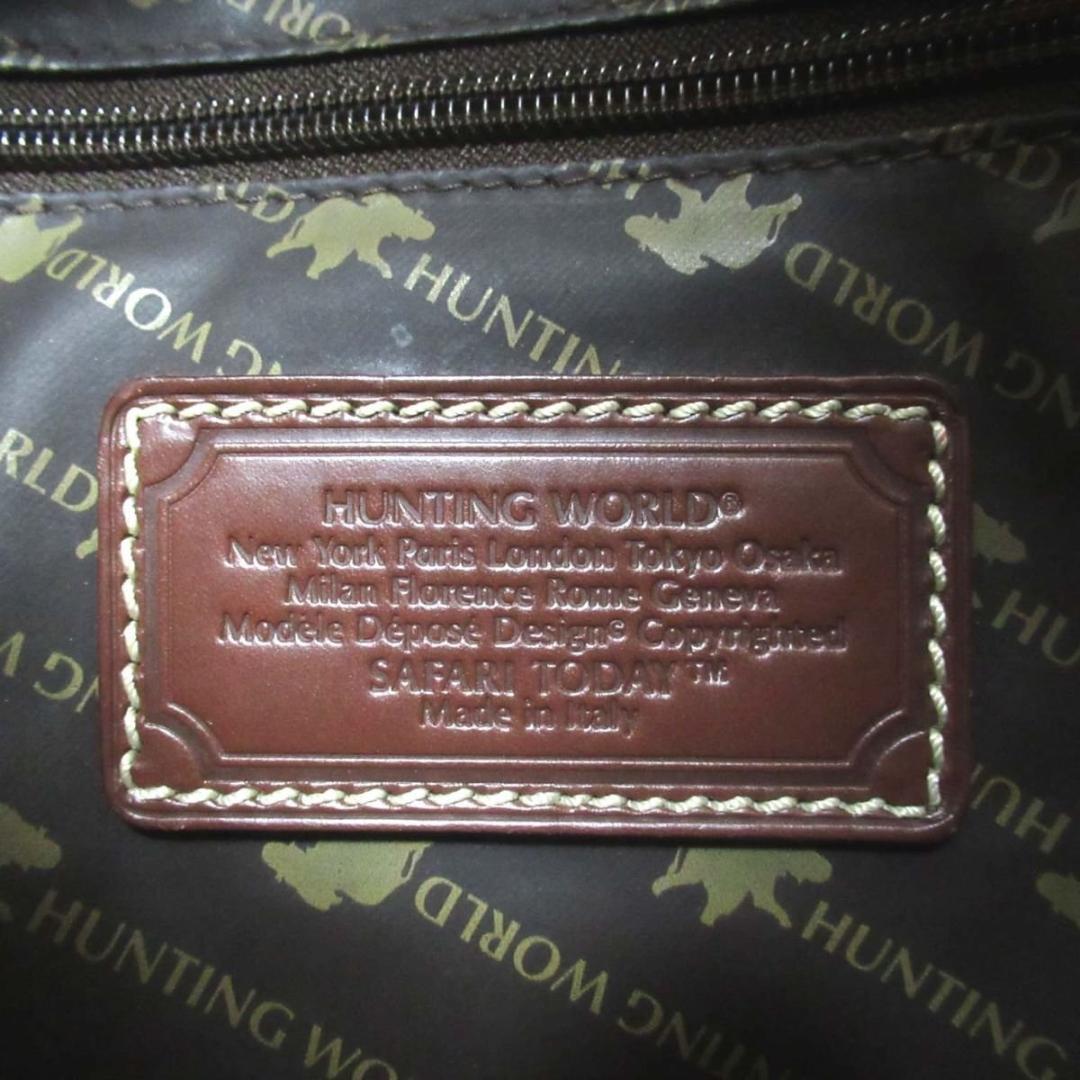 HUNTING WORLD
HUNTING
WORLD
HUNTING WORLD®
New York Paris London Tokyo Osaka
Milan Florence Rome Geneva
Modèle Déposé Design© Copyrighted
SAFARI TODAY™
Made in Italy
HUNTING WO
WORLD
HUNTING